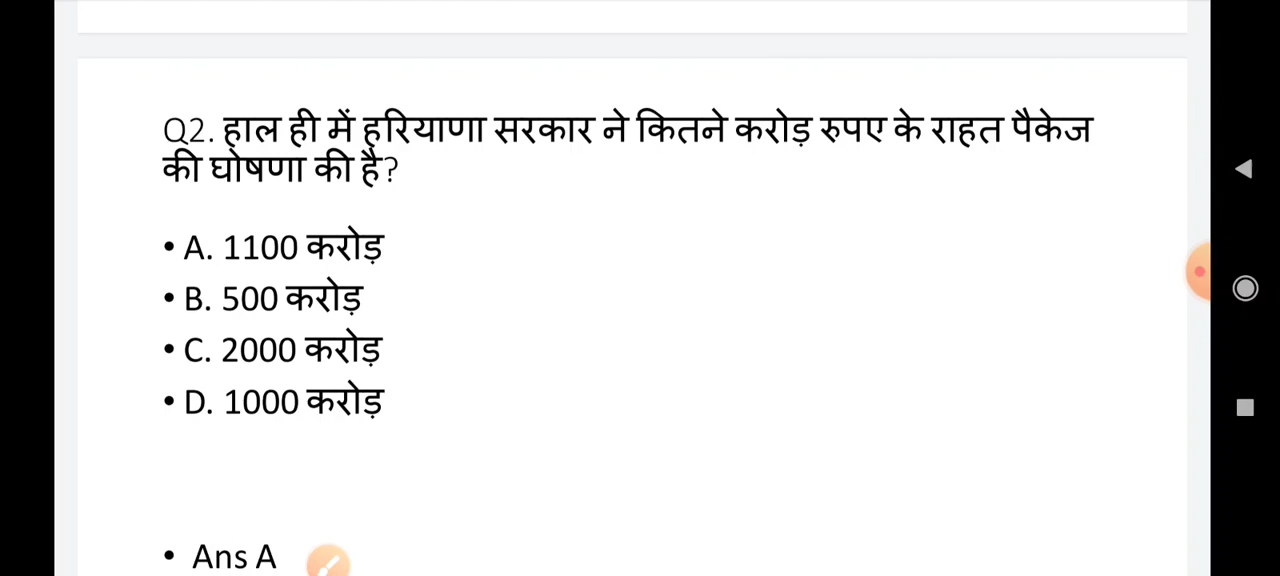 Q2. हाल ही में हरियाणा सरकार ने कितने करोड़ रुपए के राहत पैकेज
की घोषणा की है?
• A. 1100 करोड़
• B. 500 करोड़
• C. 2000 करोड़
• D. 1000 करोड़
• Ans A